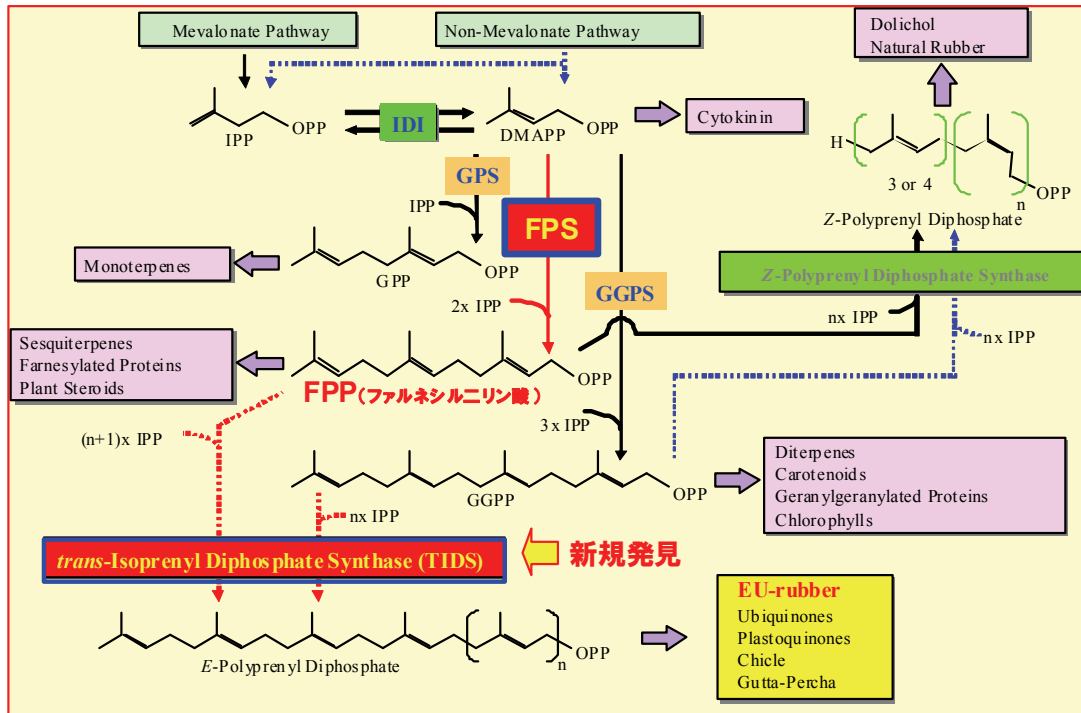 Mevalonate Pathway
Non-Mevalonate Pathway
Dolichol
Natural Rubber
IPP
OPP
IDI
DMAPP
OPP
Cytokinin
H
3 or 4
n
OPP
Z-Polyprenyl Diphosphate
GPS
IPP
FPS
Monoterpenes
GPP
OPP
GGPS
Z-Polyprenyl Diphosphate Synthase
2x IPP
nx IPP
nx IPP
Sesquiterpenes
Farnesylated Proteins
Plant Steroids
OPP
FPP(ファルネシル二リン酸)
(n+1)x IPP
3x IPP
GGPP
OPP
Diterpenes
Carotenoids
Geranylgeranylated Proteins
Chlorophylls
nx IPP
trans-Isoprenyl Diphosphate Synthase (TIDS)
新規発見
E-Polyprenyl Diphosphate
n
OPP
EU-rubber
Ubiquinones
Plastoquinones
Chicle
Gutta-Percha